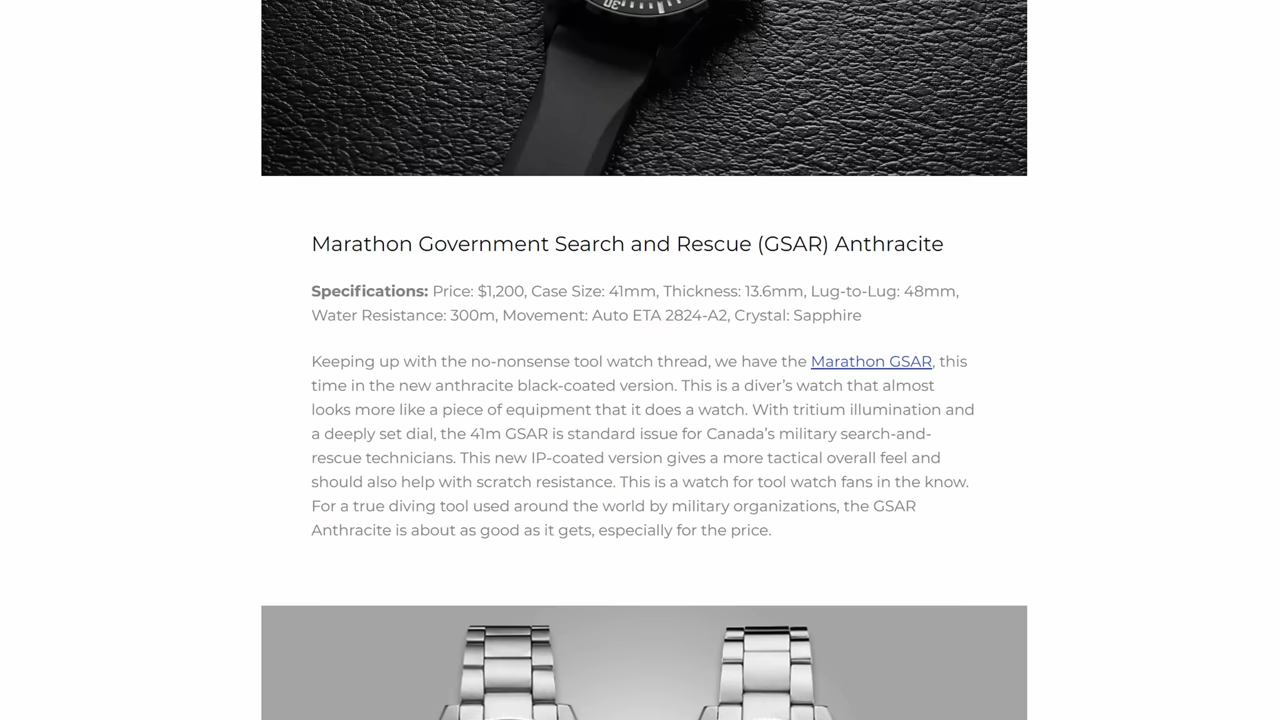 Marathon Government Search and Rescue (GSAR) Anthracite
Specifications: Price: $1,200, Case Size: 41mm, Thickness: 13.6mm, Lug-to-Lug: 48mm,
Water Resistance: 300m, Movement: Auto ETA 2824-A2, Crystal: Sapphire
Keeping up with the no-nonsense tool watch thread, we have the Marathon GSAR, this
time in the new anthracite black-coated version. This is a diver’s watch that almost
looks more like a piece of equipment that it does a watch. With tritium illumination and
a deeply set dial, the 41m GSAR is standard issue for Canada’s military search-and-
rescue technicians. This new IP-coated version gives a more tactical overall feel and
should also help with scratch resistance. This is a watch for tool watch fans in the know.
For a true diving tool used around the world by military organizations, the GSAR
Anthracite is about as good as it gets, especially for the price.